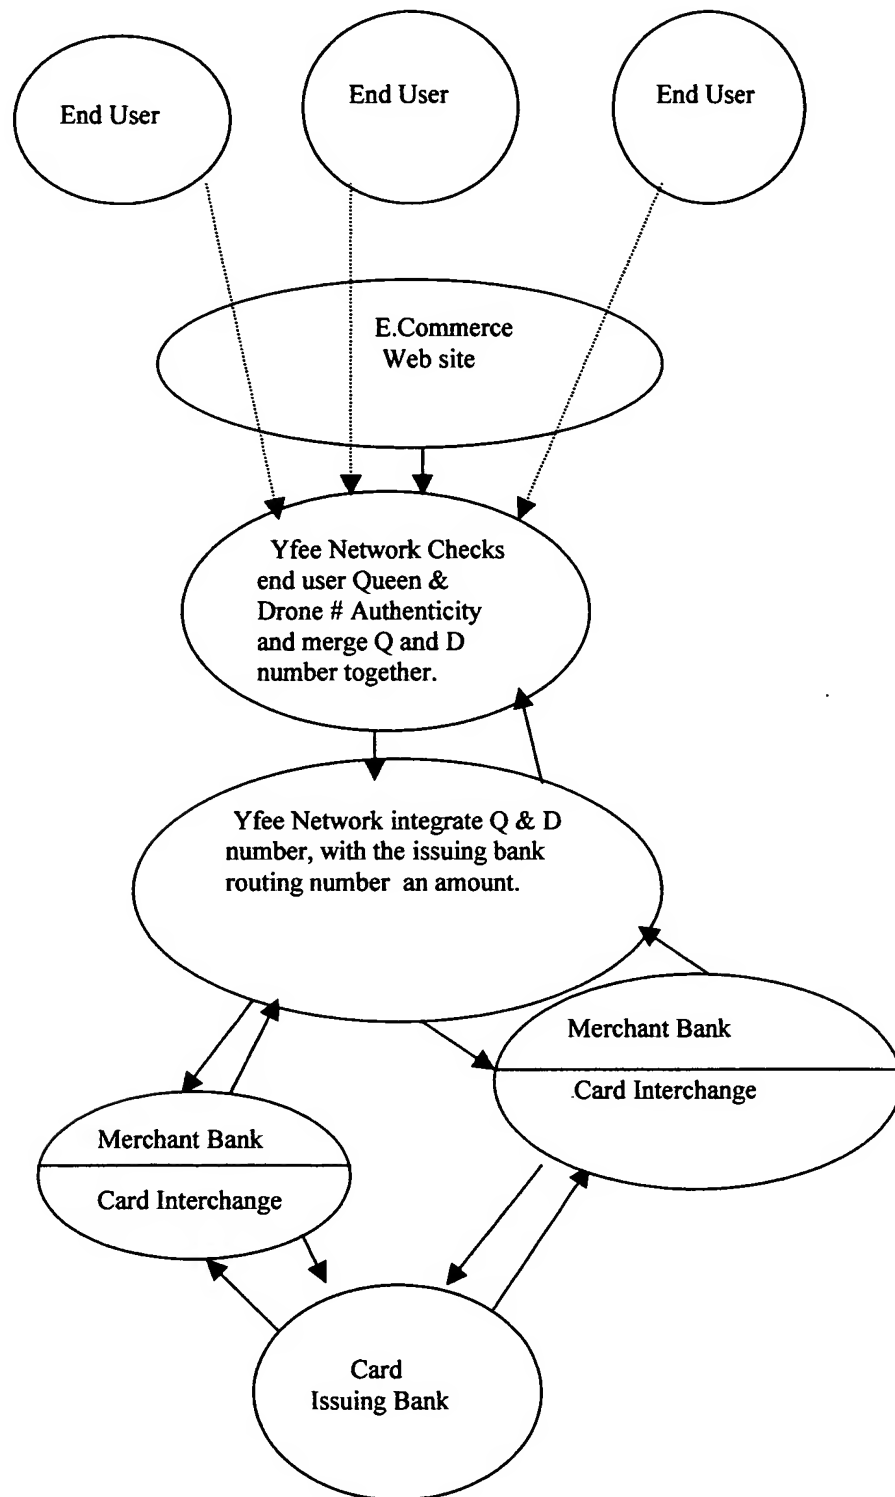 End User
End User
End User
E.Commerce
Web site
Yfee Network Checks
end user Queen &
Drone # Authenticity
and merge Q and D
number together.
Yfee Network integrate Q & D
number, with the issuing bank
routing number an amount.
Merchant Bank
Card Interchange
Merchant Bank
Card Interchange
Card
Issuing Bank